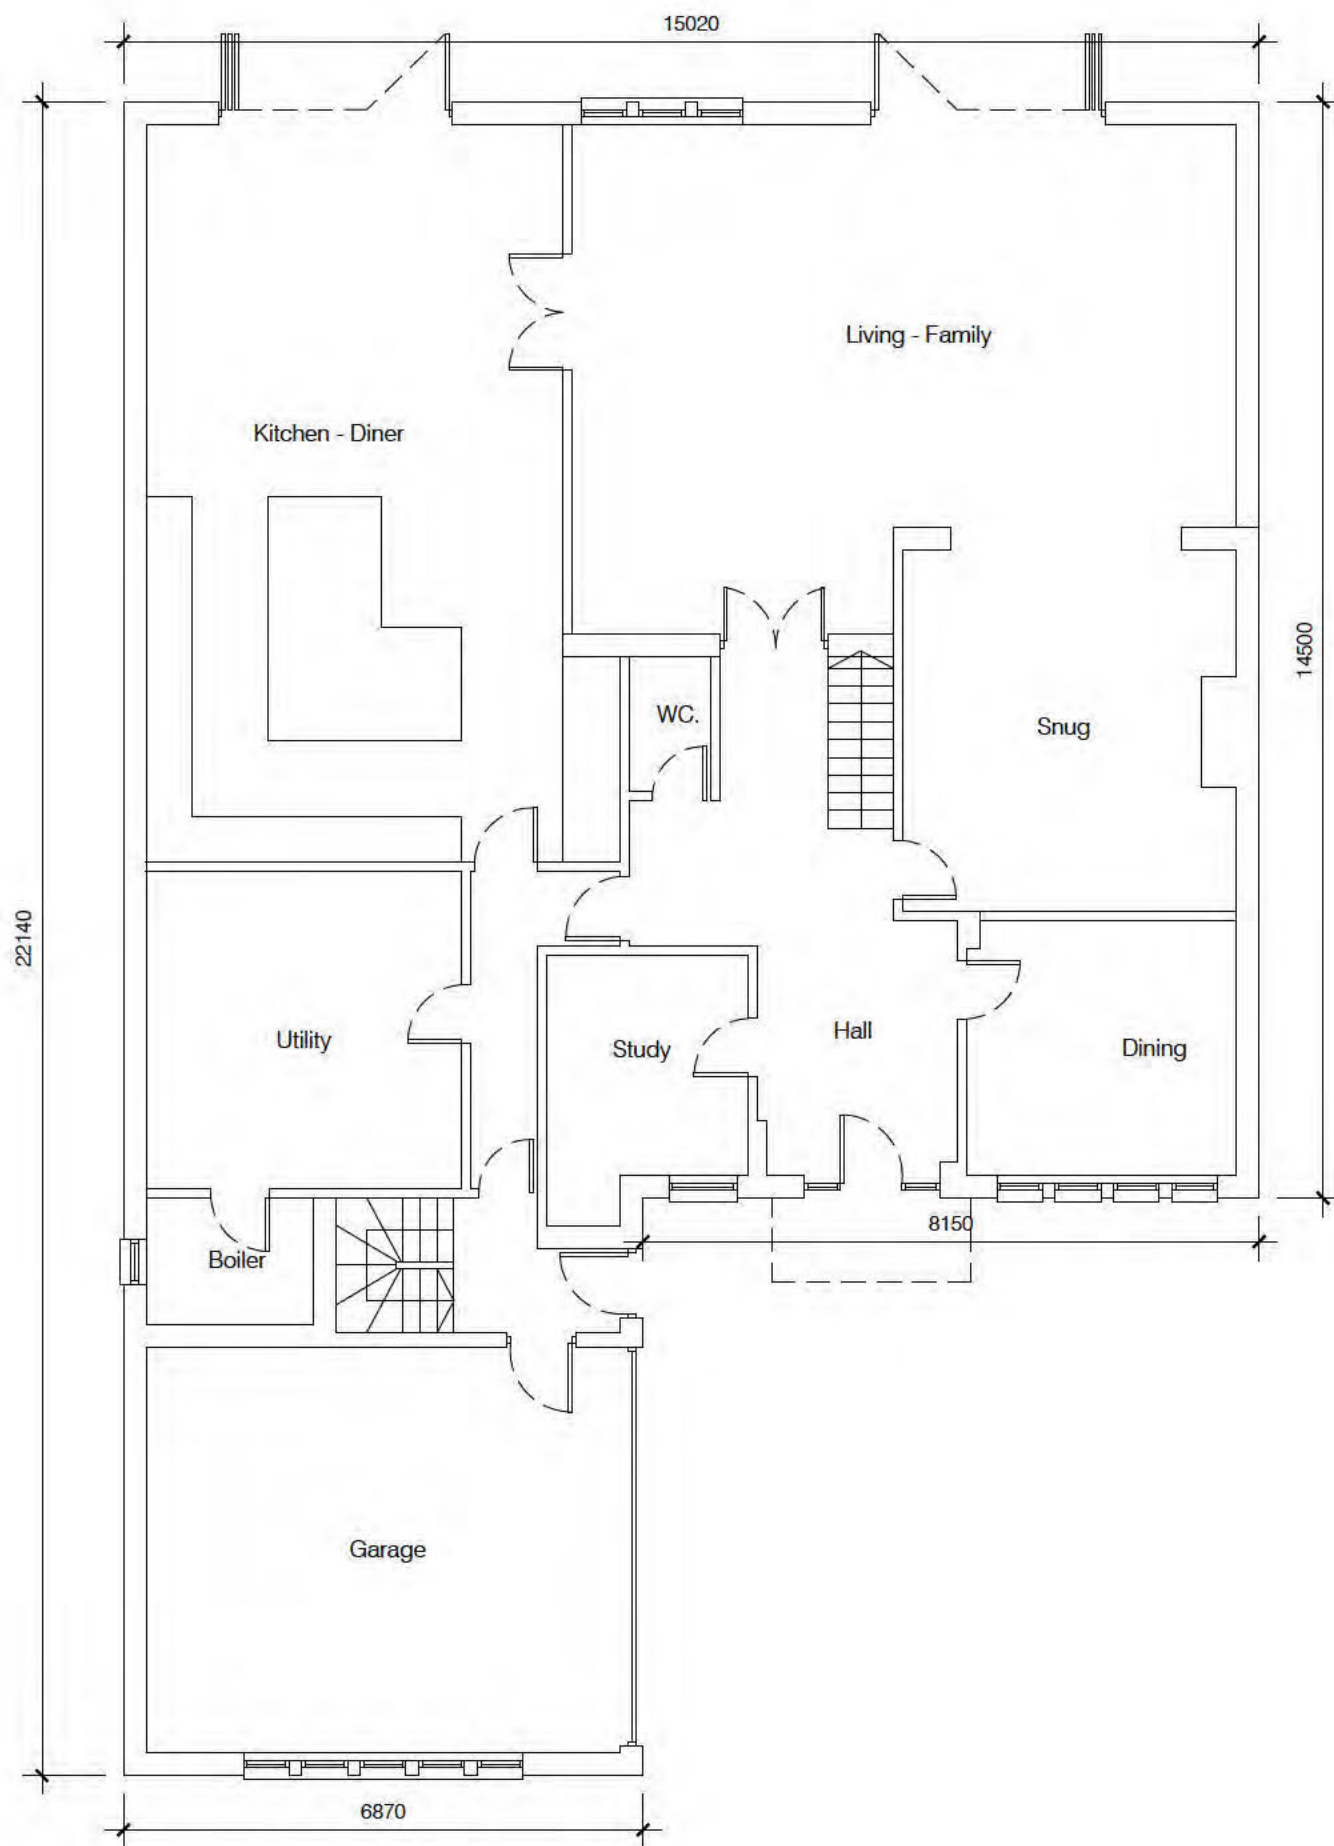 15020
Living - Family
Kitchen - Diner
14500
WC.
Snug
22140
Utility
Study
Hall
Dining
8150
Boiler
Garage
6870